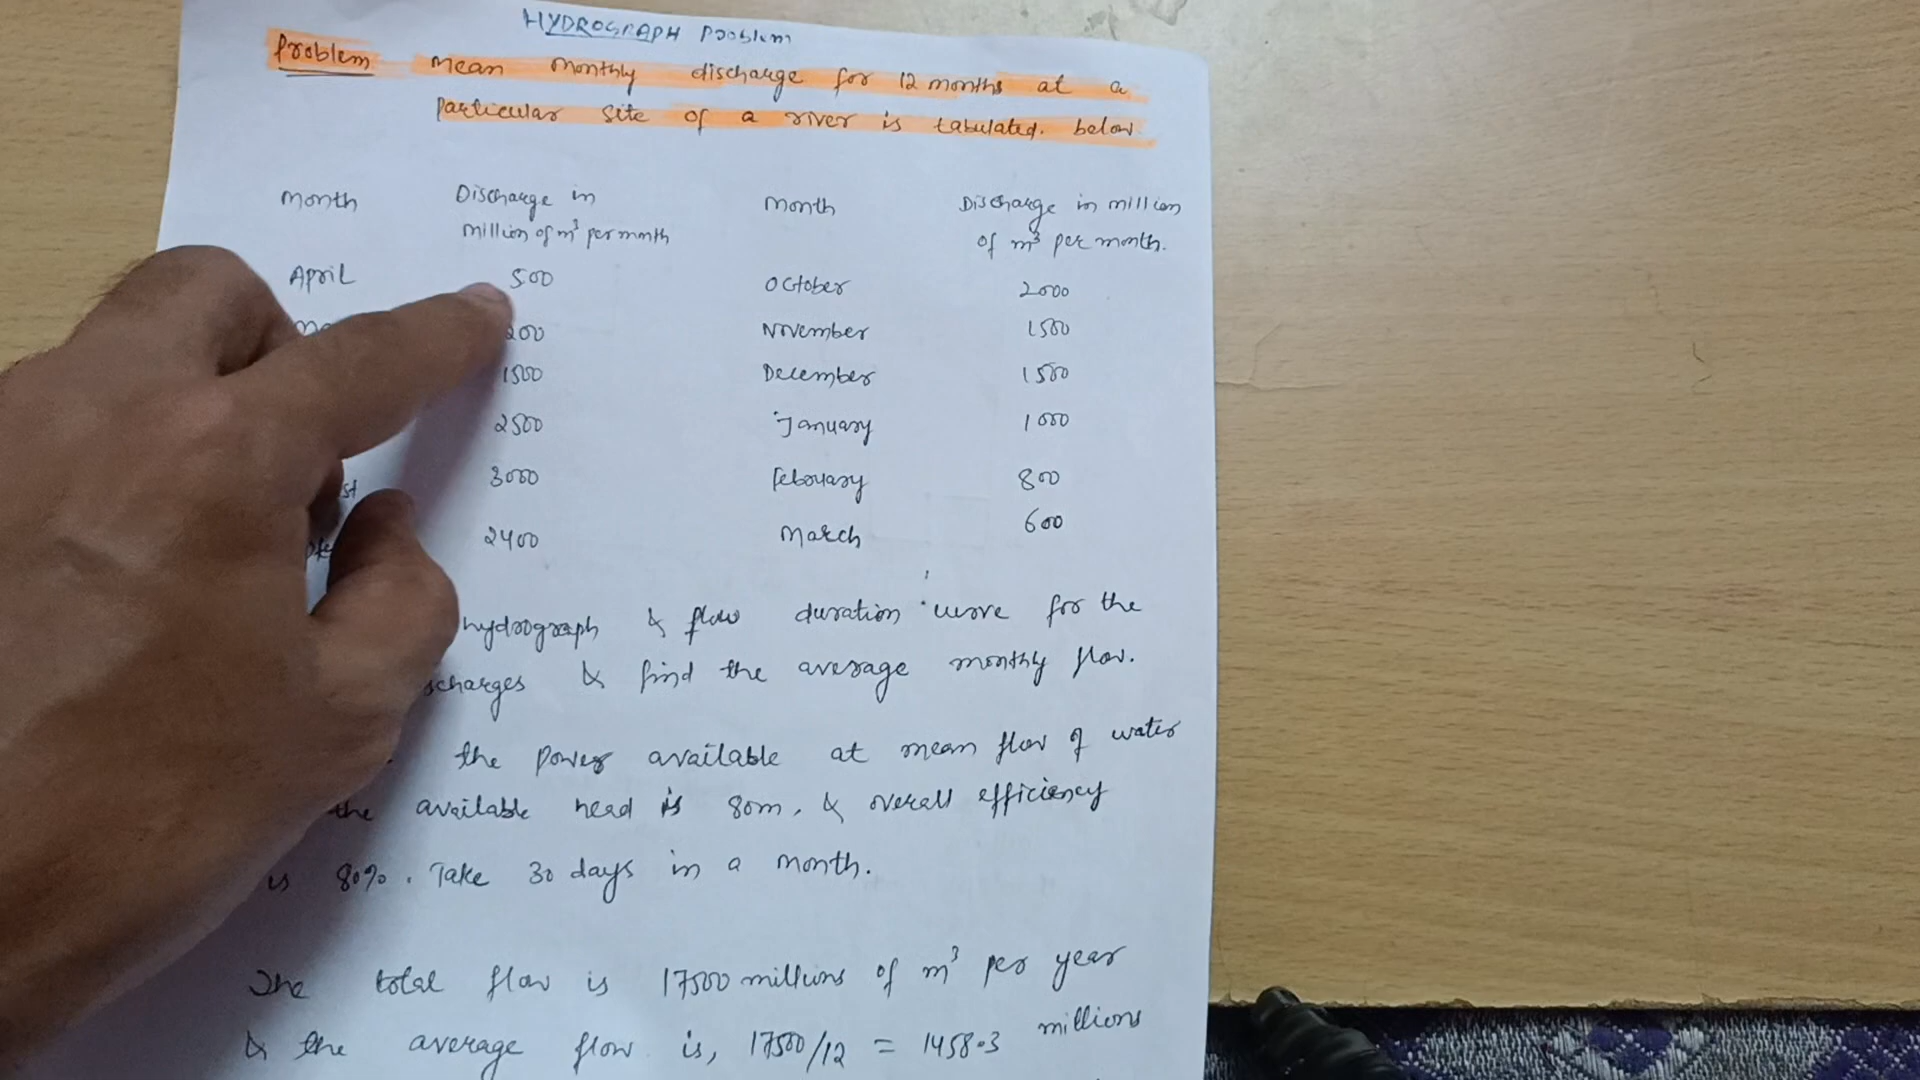 HYDROGRAPH Problem
Problem Mean monthly discharge for 12 months at a
particular site of a river is tabulated. below
Month Discharge in million of m³ per month Month Discharge in million of m³ per month.
April 500 October 2000
200 November 1500
1500 December 1500
2500 January 1000
3000 February 800
2400 March 600
hydrograph & flow duration curve for the
& find the average monthly flow.
the power available at mean flow of water
the available head is 80m, & overall efficiency
is 80%. Take 30 days in a month.
The total flow is 17500 millions of m³ per year
& the average flow is, 17500/12 = 1458.3 millions